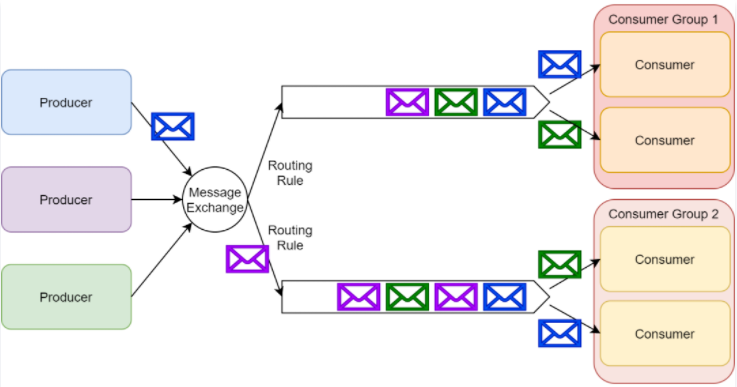 Consumer Group 1
Consumer
Consumer
Producer
Producer
Producer
Message
Exchange
Routing
Rule
Routing
Rule
Consumer Group 2
Consumer
Consumer